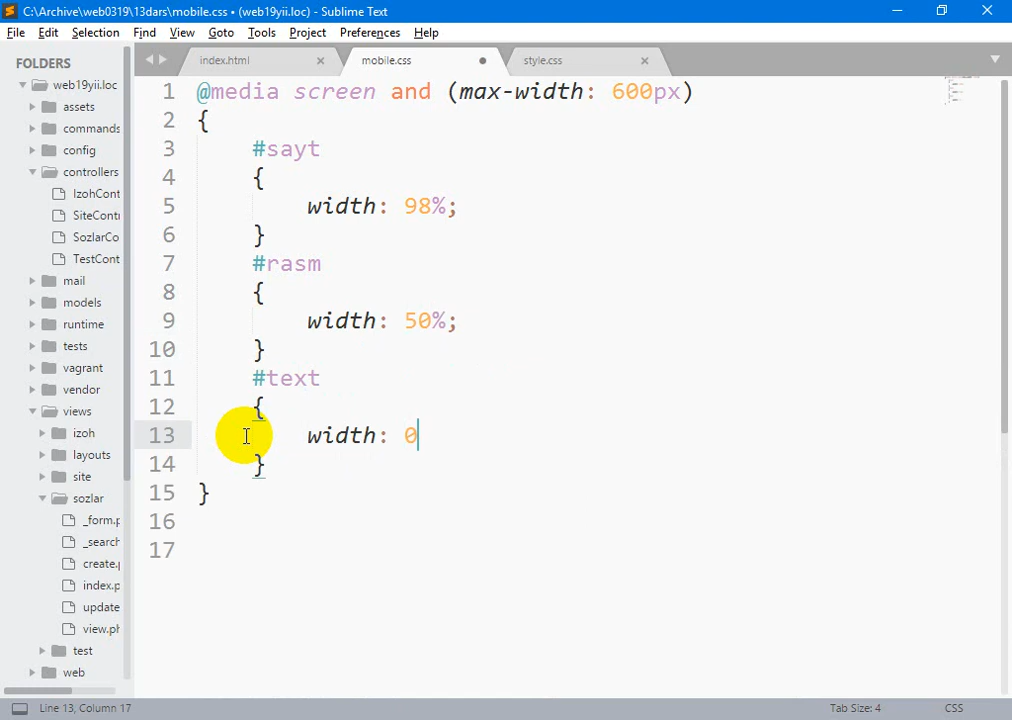 C:\Archive\web0319\13dars\mobile.css • (web19yii.loc) - Sublime Text
File Edit Selection Find View Goto Tools Project Preferences Help
FOLDERS
web19yii.loc
assets
commands
config
controllers
IzohCont
SiteContr
SozlarCo
TestCont
mail
models
runtime
tests
vagrant
vendor
views
izoh
layouts
site
sozlar
_form.p
_search
create.p
index.p
update
view.ph
test
web
index.html × mobile.css • style.css ×
1 @media screen and (max-width: 600px)
2 {
3 #sayt
4 {
5 width: 98%;
6 }
7 #rasm
8 {
9 width: 50%;
10 }
11 #text
12 {
13 width: 0
14 }
15 }
16
17
Line 13, Column 17 Tab Size: 4 CSS